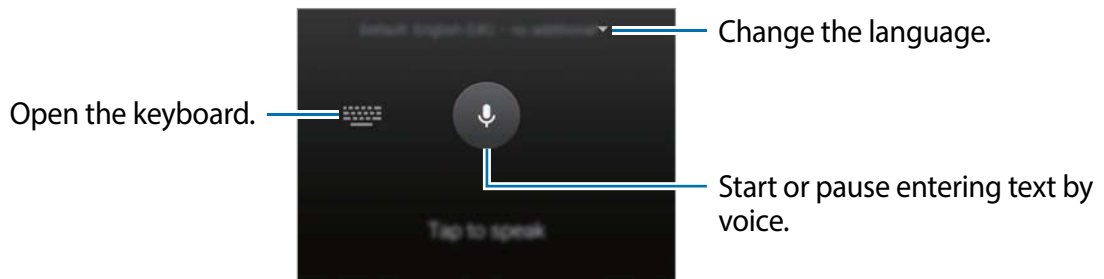 Change the language.
Open the keyboard.
Start or pause entering text by
voice.
Tap to speak